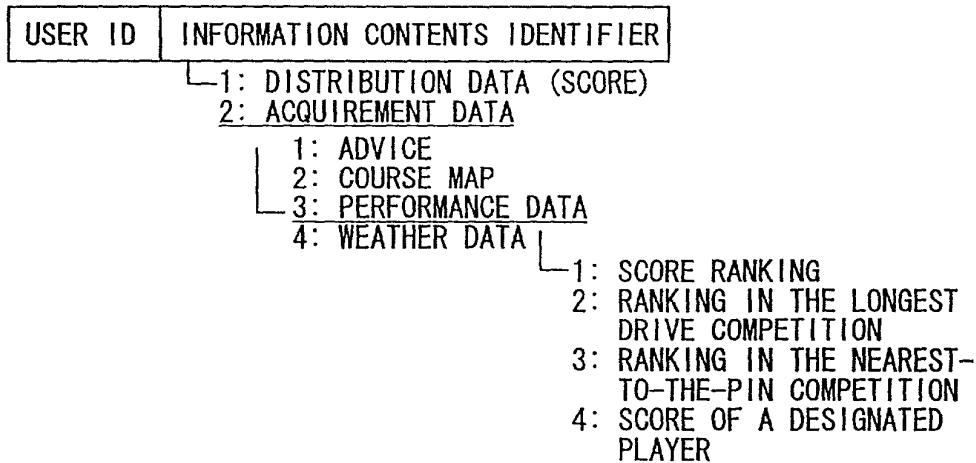 USER ID INFORMATION CONTENTS IDENTIFIER
1: DISTRIBUTION DATA (SCORE)
2: ACQUIREMENT DATA
1: ADVICE
2: COURSE MAP
3: PERFORMANCE DATA
4: WEATHER DATA
1: SCORE RANKING
2: RANKING IN THE LONGEST
DRIVE COMPETITION
3: RANKING IN THE NEAREST-
TO-THE-PIN COMPETITION
4: SCORE OF A DESIGNATED
PLAYER